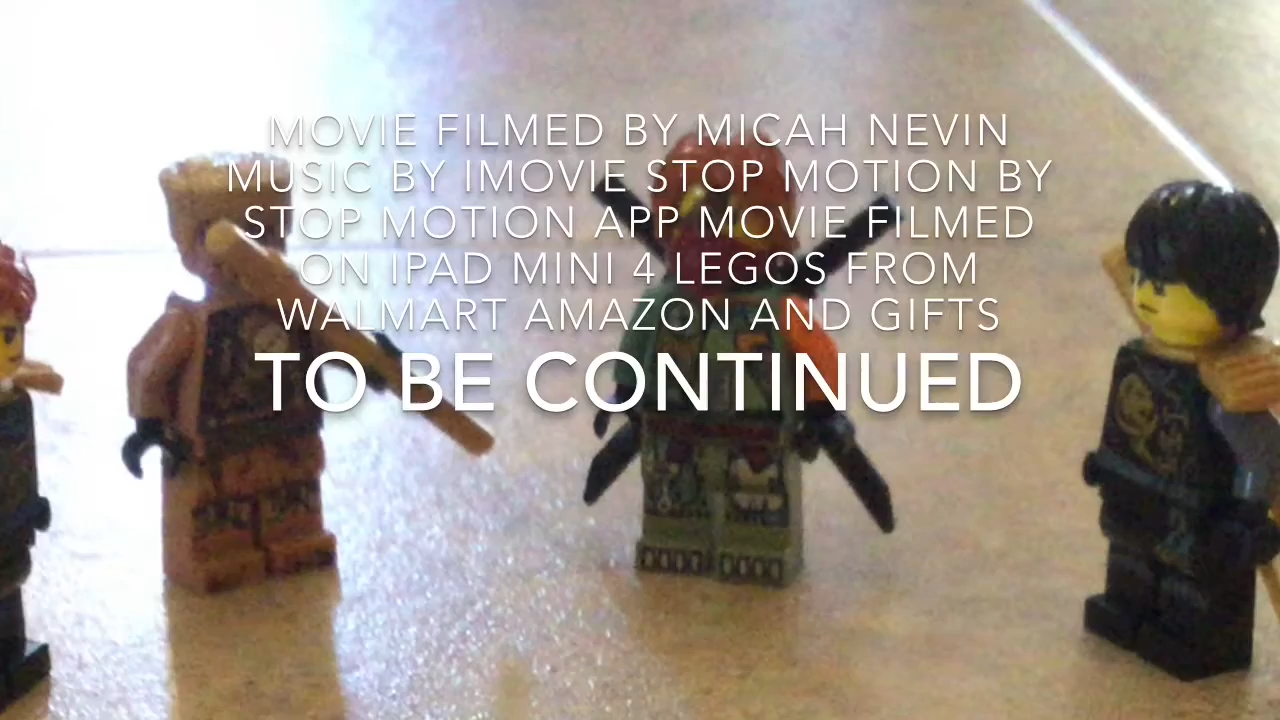 MOVIE FILMED BY MICAH NEVIN
MUSIC BY IMOVIE STOP MOTION BY
STOP MOTION APP MOVIE FILMED
ON IPAD MINI 4 LEGOS FROM
WALMART AMAZON AND GIFTS
TO BE CONTINUED